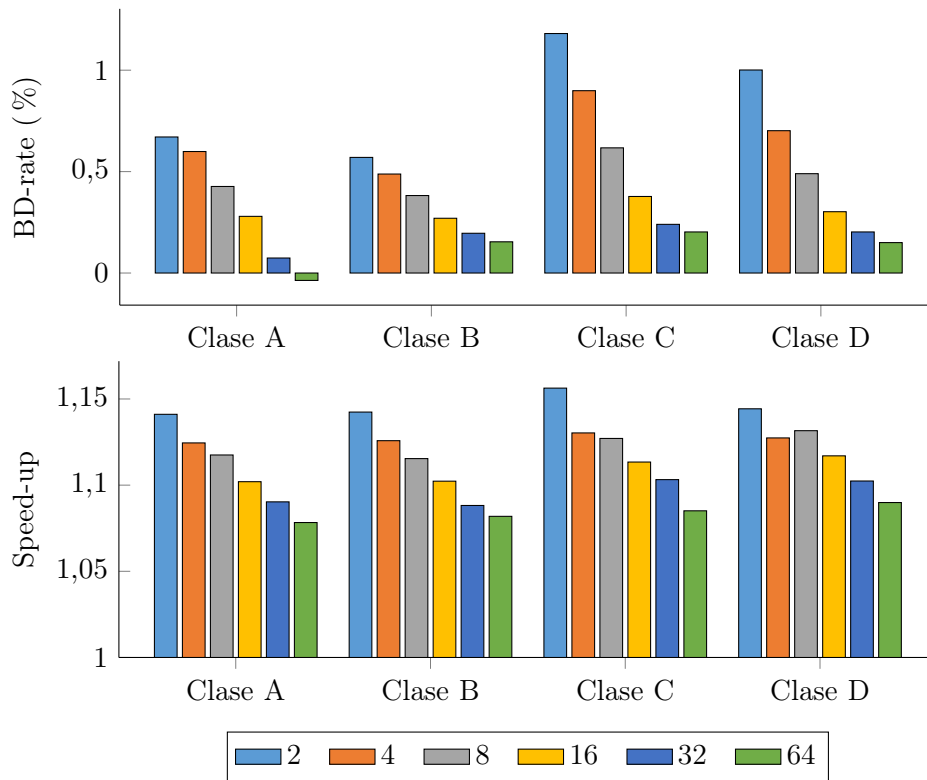 BD-rate ( %)
1
0,5
0
Clase A Clase B Clase C Clase D
Speed-up
1,15
1,1
1,05
1
Clase A Clase B Clase C Clase D
2 4 8 16 32 64